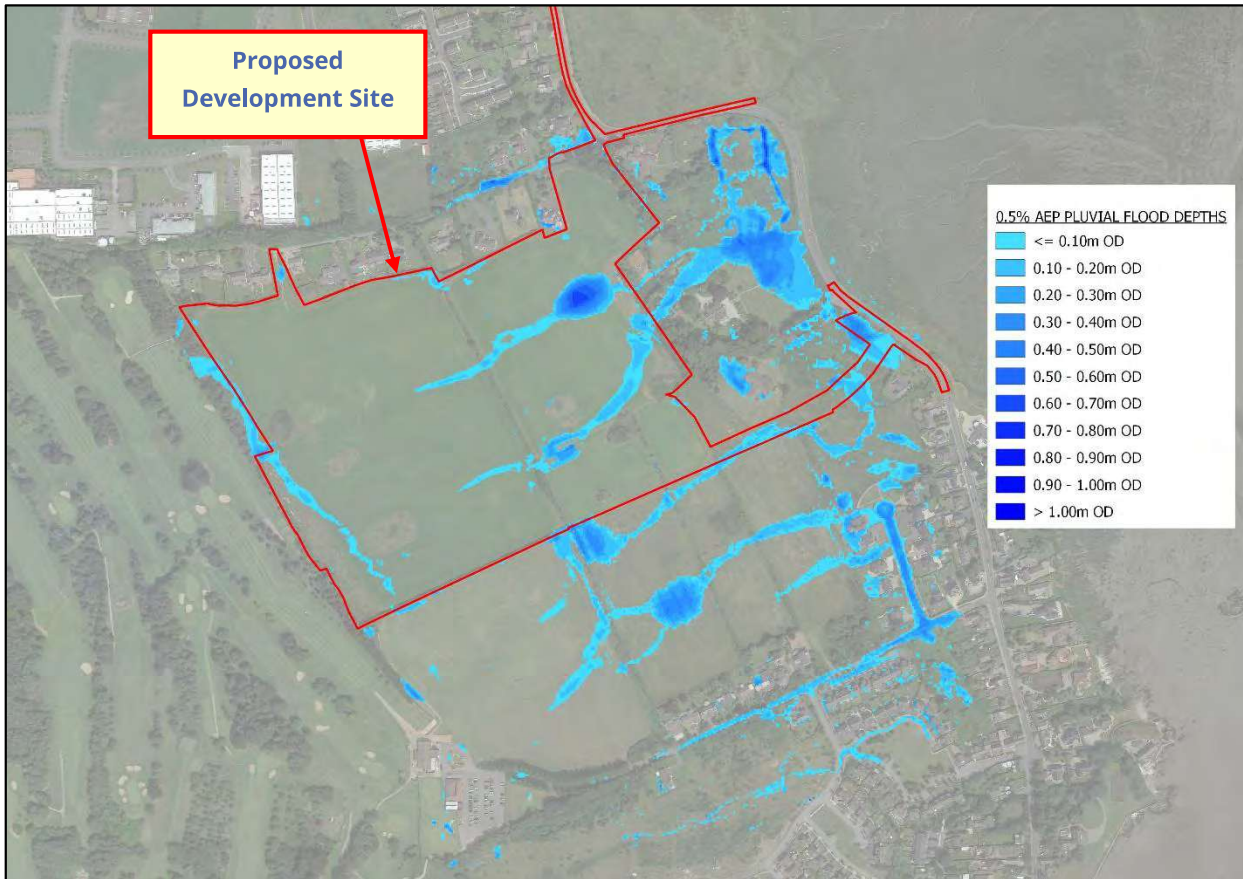 Proposed
Development Site
0.5% AEP PLUVIAL FLOOD DEPTHS
<= 0.10m OD
0.10 - 0.20m OD
0.20 - 0.30m OD
0.30 - 0.40m OD
0.40 - 0.50m OD
0.50 - 0.60m OD
0.60 - 0.70m OD
0.70 - 0.80m OD
0.80 - 0.90m OD
0.90 - 1.00m OD
> 1.00m OD